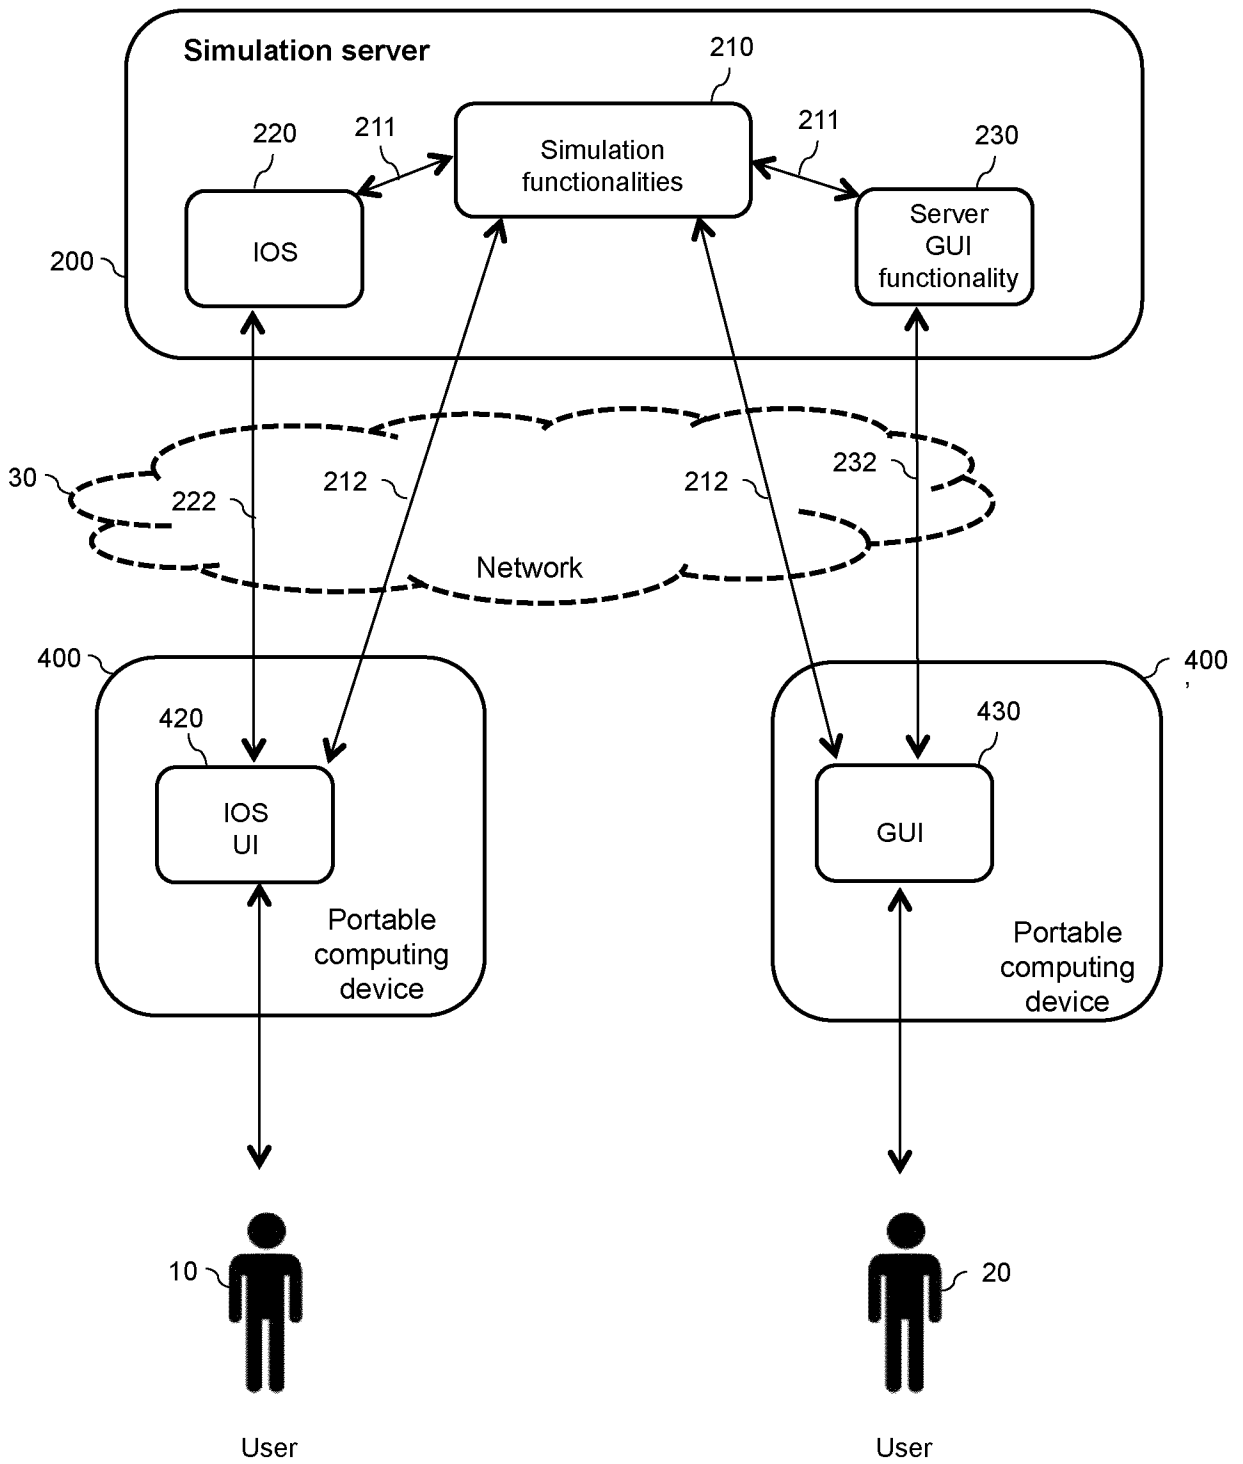 Simulation server
210
220
211
211
230
Simulation
functionalities
IOS
Server
GUI
functionality
200
30
222
212
212
232
Network
400
400
,
420
430
IOS
UI
GUI
Portable
computing
device
Portable
computing
device
10
20
User
User